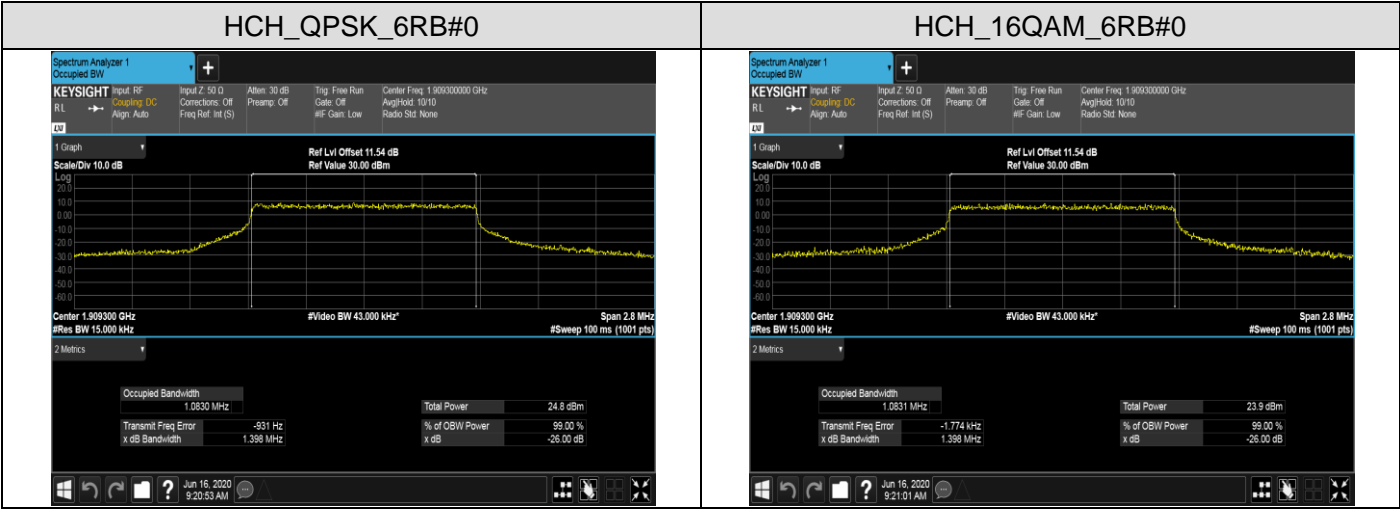 HCH_QPSK_6RB#0
Spectrum Analyzer 1
Occupied BW
+
KEYSIGHT Input: RF Input Z: 50 Ω Atten: 30 dB Trig: Free Run Center Freq: 1.909300000 GHz
R L Coupling: DC Corrections: Off Preamp: Off Gate: Off Avg|Hold: 10/10
Align: Auto Freq Ref: Int (S) #IF Gain: Low Radio Std: None
LXI
1 Graph
Ref Lvl Offset 11.54 dB
Scale/Div 10.0 dB Ref Value 30.00 dBm
Log
20.0
10.0
0.00
-10.0
-20.0
-30.0
-40.0
-50.0
-60.0
Center 1.909300 GHz #Video BW 43.000 kHz* Span 2.8 MHz
#Res BW 15.000 kHz #Sweep 100 ms (1001 pts)
2 Metrics
Occupied Bandwidth
1.0830 MHz Total Power 24.8 dBm
Transmit Freq Error -931 Hz % of OBW Power 99.00 %
x dB Bandwidth 1.398 MHz x dB -26.00 dB
? Jun 16, 2020
9:20:53 AM
HCH_16QAM_6RB#0
Spectrum Analyzer 1
Occupied BW
+
KEYSIGHT Input: RF Input Z: 50 Ω Atten: 30 dB Trig: Free Run Center Freq: 1.909300000 GHz
R L Coupling: DC Corrections: Off Preamp: Off Gate: Off Avg|Hold: 10/10
Align: Auto Freq Ref: Int (S) #IF Gain: Low Radio Std: None
LXI
1 Graph
Ref Lvl Offset 11.54 dB
Scale/Div 10.0 dB Ref Value 30.00 dBm
Log
20.0
10.0
0.00
-10.0
-20.0
-30.0
-40.0
-50.0
-60.0
Center 1.909300 GHz #Video BW 43.000 kHz* Span 2.8 MHz
#Res BW 15.000 kHz #Sweep 100 ms (1001 pts)
2 Metrics
Occupied Bandwidth
1.0831 MHz Total Power 23.9 dBm
Transmit Freq Error -1.774 kHz % of OBW Power 99.00 %
x dB Bandwidth 1.398 MHz x dB -26.00 dB
? Jun 16, 2020
9:21:01 AM